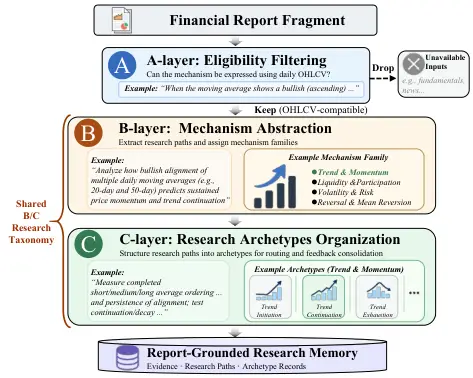 Financial Report Fragment
A
A-layer: Eligibility Filtering
Can the mechanism be expressed using daily OHLCV?
Example: “When the moving average shows a bullish (ascending) ...”
Drop
Unavailable
Inputs
e.g., fundamentals,
news...
Keep (OHLCV-compatible)
B
B-layer: Mechanism Abstraction
Extract research paths and assign mechanism families
Example:
“Analyze how bullish alignment of
multiple daily moving averages (e.g.,
20-day and 50-day) predicts sustained
price momentum and trend continuation”
Example Mechanism Family
Trend & Momentum
Liquidity &Participation
Volatility & Risk
Reversal & Mean Reversion
Shared
B/C
Research
Taxonomy
C
C-layer: Research Archetypes Organization
Structure research paths into archetypes for routing and feedback consolidation
Example:
“Measure completed
short/medium/long average ordering ...
and persistence of alignment; test
continuation/decay ...”
Example Archetypes (Trend & Momentum)
Trend
Initiation
Trend
Continuation
Trend
Exhaustion
...
Report-Grounded Research Memory
Evidence · Research Paths · Archetype Records